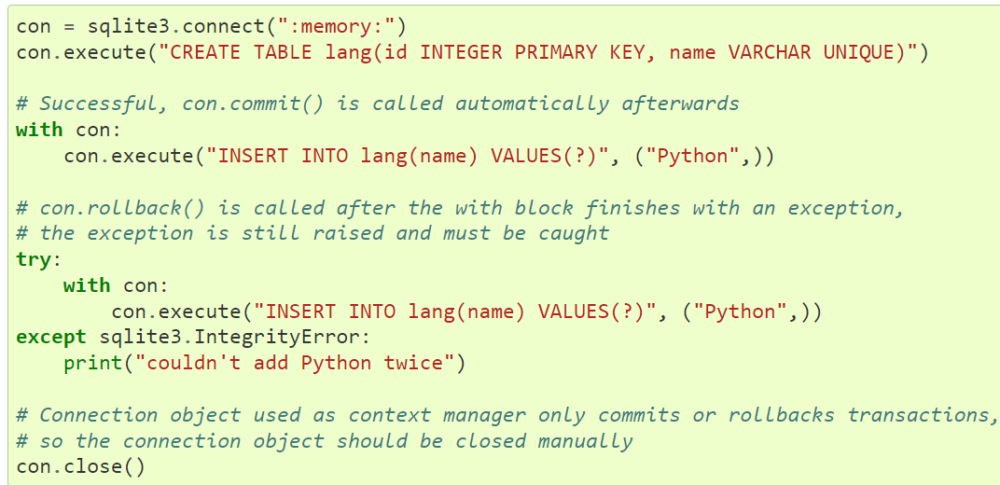 con = sqlite3.connect(":memory:")
con.execute("CREATE TABLE lang(id INTEGER PRIMARY KEY, name VARCHAR UNIQUE)")

# Successful, con.commit() is called automatically afterwards
with con:
    con.execute("INSERT INTO lang(name) VALUES(?)", ("Python",))

# con.rollback() is called after the with block finishes with an exception,
# the exception is still raised and must be caught
try:
    with con:
        con.execute("INSERT INTO lang(name) VALUES(?)", ("Python",))
except sqlite3.IntegrityError:
    print("couldn't add Python twice")

# Connection object used as context manager only commits or rollbacks transactions,
# so the connection object should be closed manually
con.close()